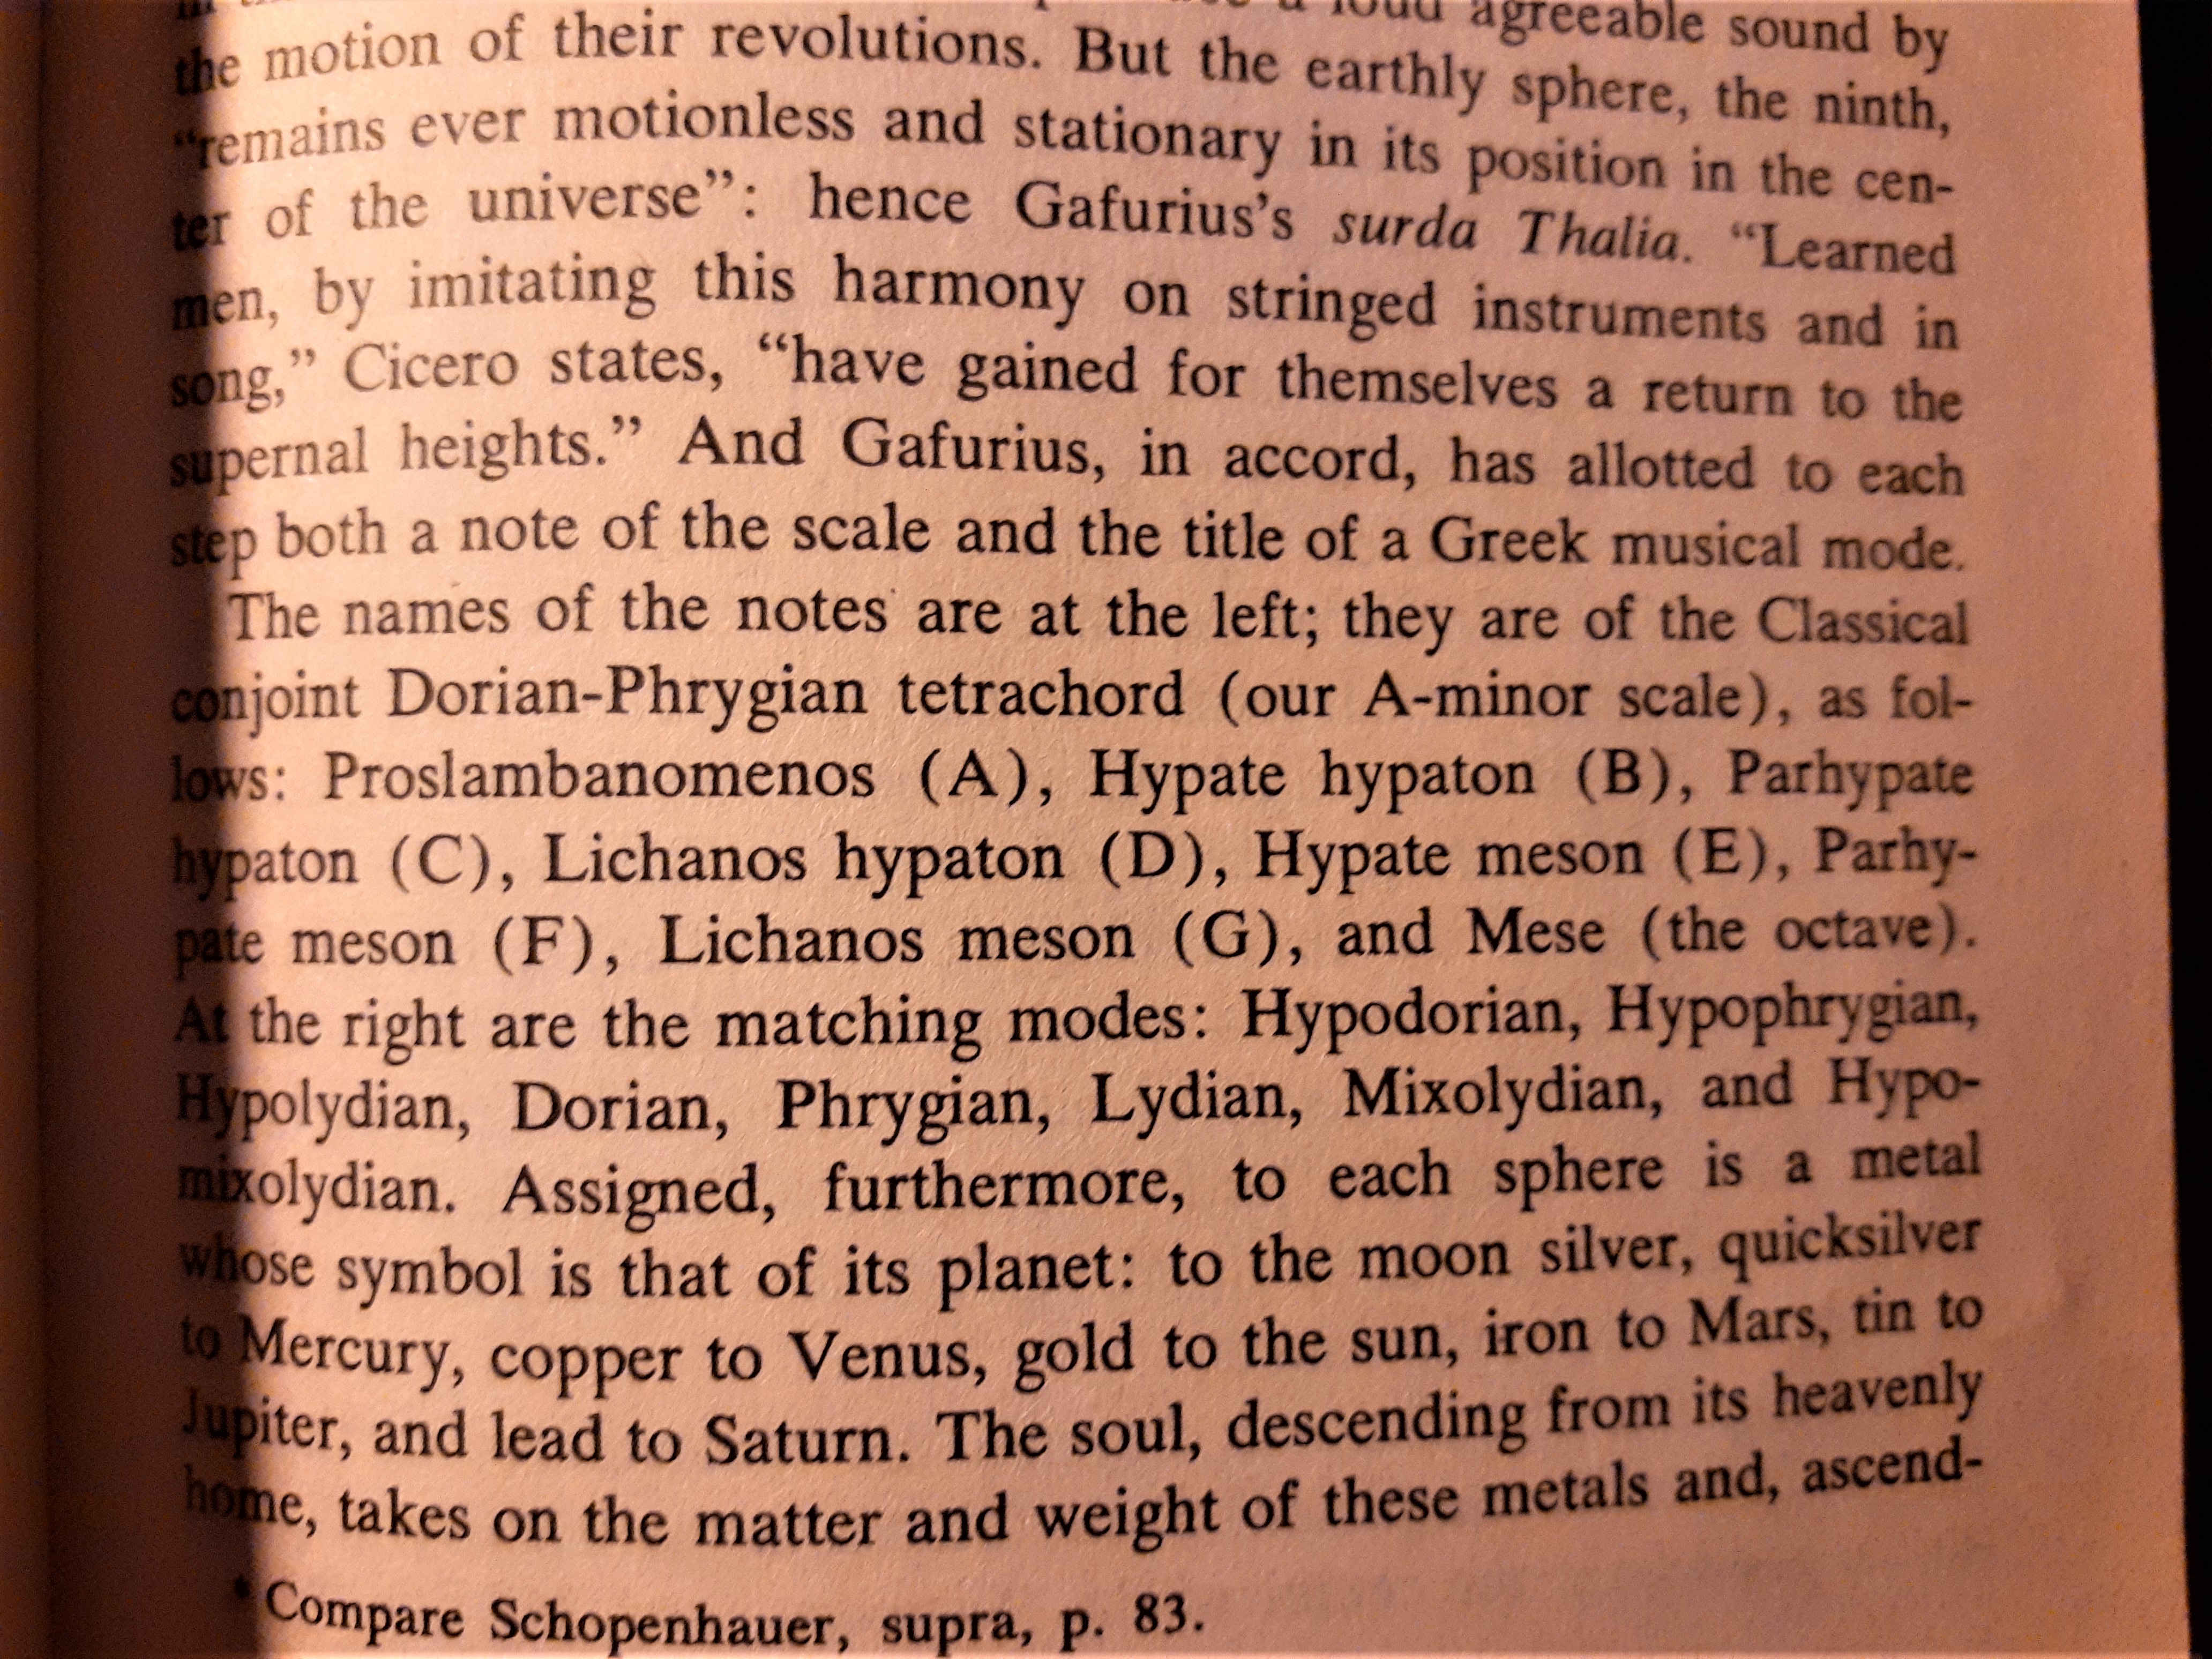 a loud agreeable sound by
the motion of their revolutions. But the earthly sphere, the ninth,
“remains ever motionless and stationary in its position in the cen-
ter of the universe”: hence Gafurius’s surda Thalia. “Learned
men, by imitating this harmony on stringed instruments and in
song,” Cicero states, “have gained for themselves a return to the
supernal heights.” And Gafurius, in accord, has allotted to each
step both a note of the scale and the title of a Greek musical mode.
The names of the notes are at the left; they are of the Classical
conjoint Dorian-Phrygian tetrachord (our A-minor scale), as fol-
lows: Proslambanomenos (A), Hypate hypaton (B), Parhypate
hypaton (C), Lichanos hypaton (D), Hypate meson (E), Parhy-
pate meson (F), Lichanos meson (G), and Mese (the octave).
At the right are the matching modes: Hypodorian, Hypophrygian,
Hypolydian, Dorian, Phrygian, Lydian, Mixolydian, and Hypo-
mixolydian. Assigned, furthermore, to each sphere is a metal
whose symbol is that of its planet: to the moon silver, quicksilver
to Mercury, copper to Venus, gold to the sun, iron to Mars, tin to
Jupiter, and lead to Saturn. The soul, descending from its heavenly
home, takes on the matter and weight of these metals and, ascend-
* Compare Schopenhauer, supra, p. 83.